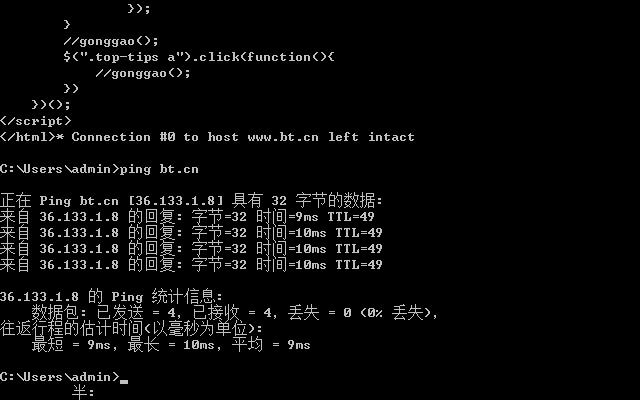 });
}
//gonggao();
$(".top-tips a").click(function(){
//gonggao();
})
})();
</script>
</html>* Connection #0 to host www.bt.cn left intact
C:\Users\admin>ping bt.cn
正在 Ping bt.cn [36.133.1.8] 具有 32 字节的数据:
来自 36.133.1.8 的回复: 字节=32 时间=9ms TTL=49
来自 36.133.1.8 的回复: 字节=32 时间=10ms TTL=49
来自 36.133.1.8 的回复: 字节=32 时间=10ms TTL=49
来自 36.133.1.8 的回复: 字节=32 时间=10ms TTL=49
36.133.1.8 的 Ping 统计信息:
数据包: 已发送 = 4, 已接收 = 4, 丢失 = 0 (0% 丢失),
往返行程的估计时间(以毫秒为单位):
最短 = 9ms, 最长 = 10ms, 平均 = 9ms
C:\Users\admin>_
半: